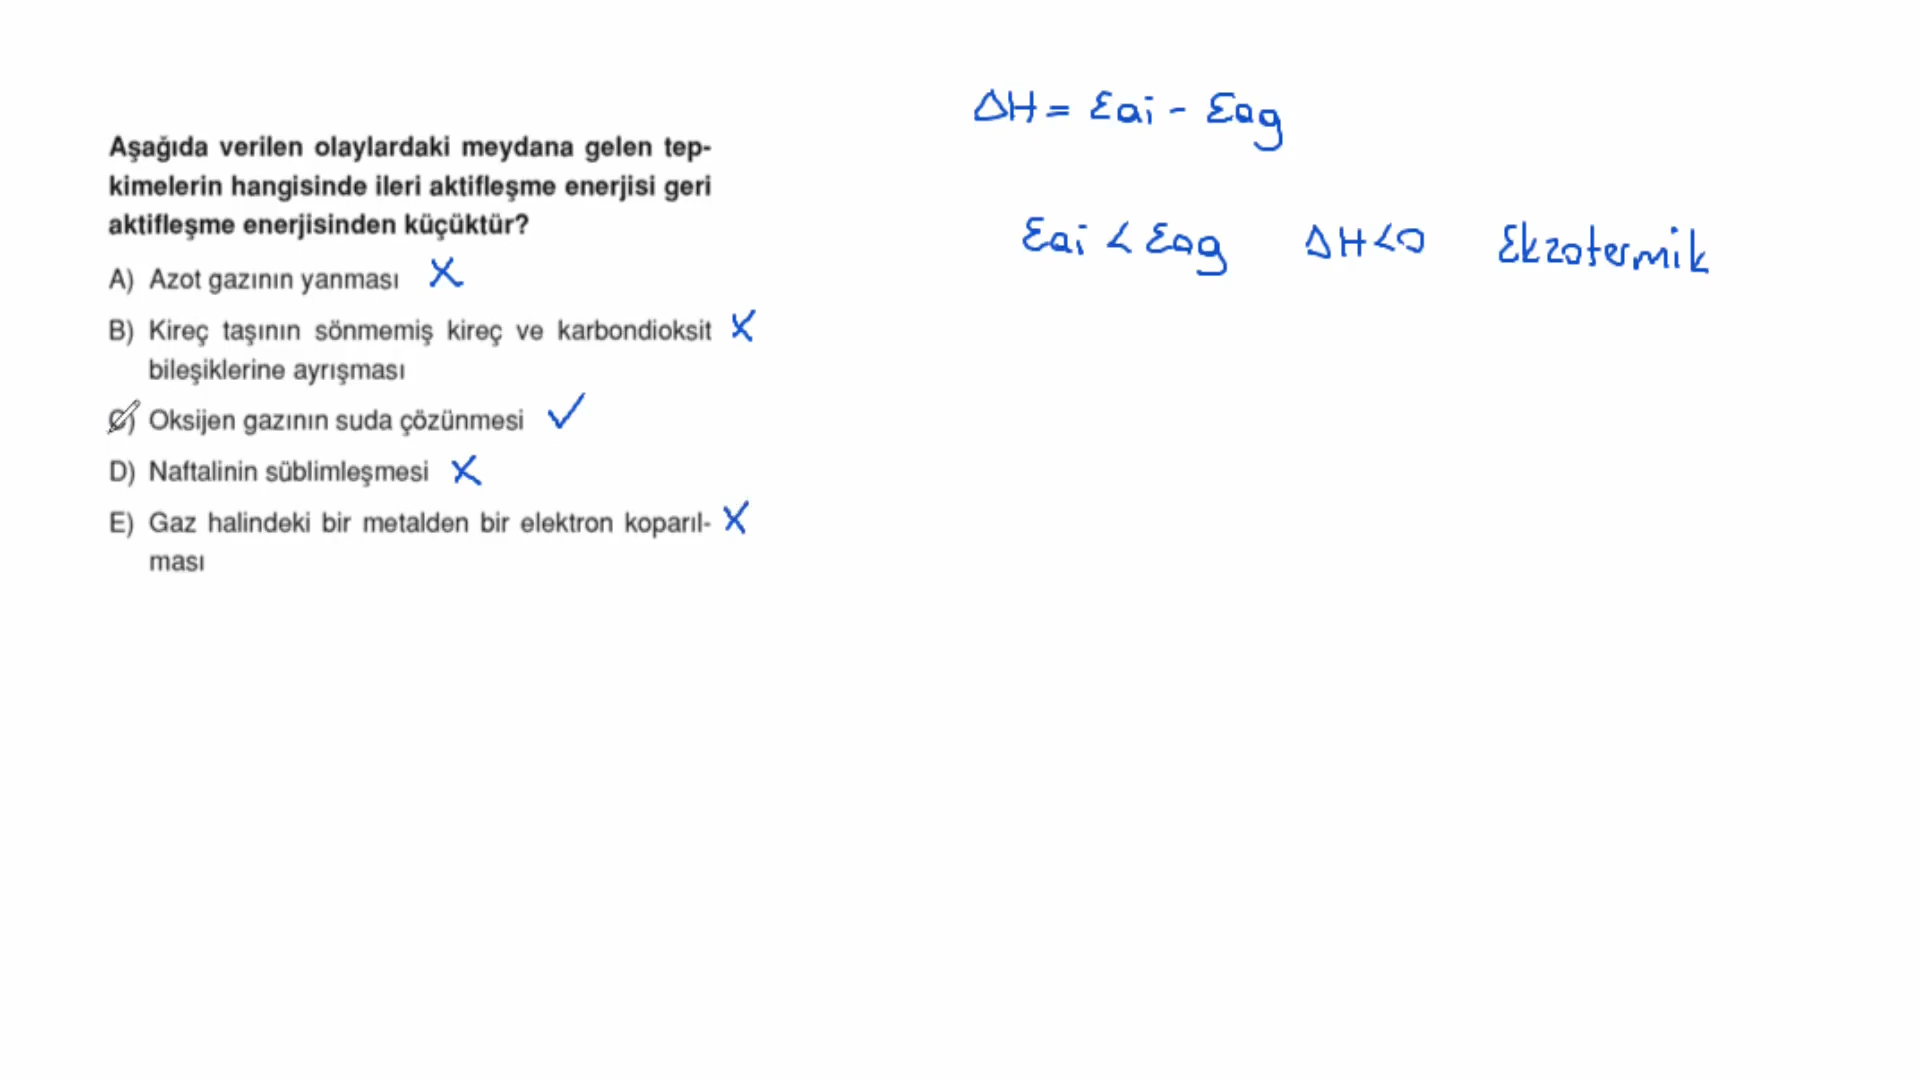 Aşağıda verilen olaylardaki meydana gelen tep-
kimelerin hangisinde ileri aktifleşme enerjisi geri
aktifleşme enerjisinden küçüktür?
A) Azot gazının yanması X
B) Kireç taşının sönmemiş kireç ve karbondioksit X
bileşiklerine ayrışması
C) Oksijen gazının suda çözünmesi ✓
D) Naftalinin süblimleşmesi X
E) Gaz halindeki bir metalden bir elektron koparıl- X
ması
ΔH = Eai - Eag
Eai < Eag ΔH<0 Ekzotermik